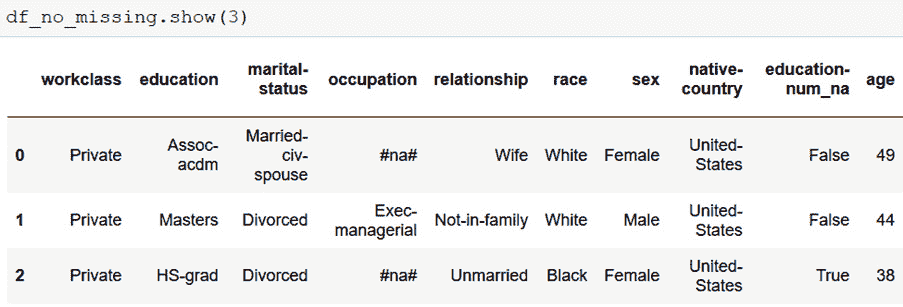 df_no_missing.show(3)
workclass education marital-status occupation relationship race sex native-country education-num_na age
0 Private Assoc-acdm Married-civ-spouse #na# Wife White Female United-States False 49
1 Private Masters Divorced Exec-managerial Not-in-family White Male United-States False 44
2 Private HS-grad Divorced #na# Unmarried Black Female United-States True 38